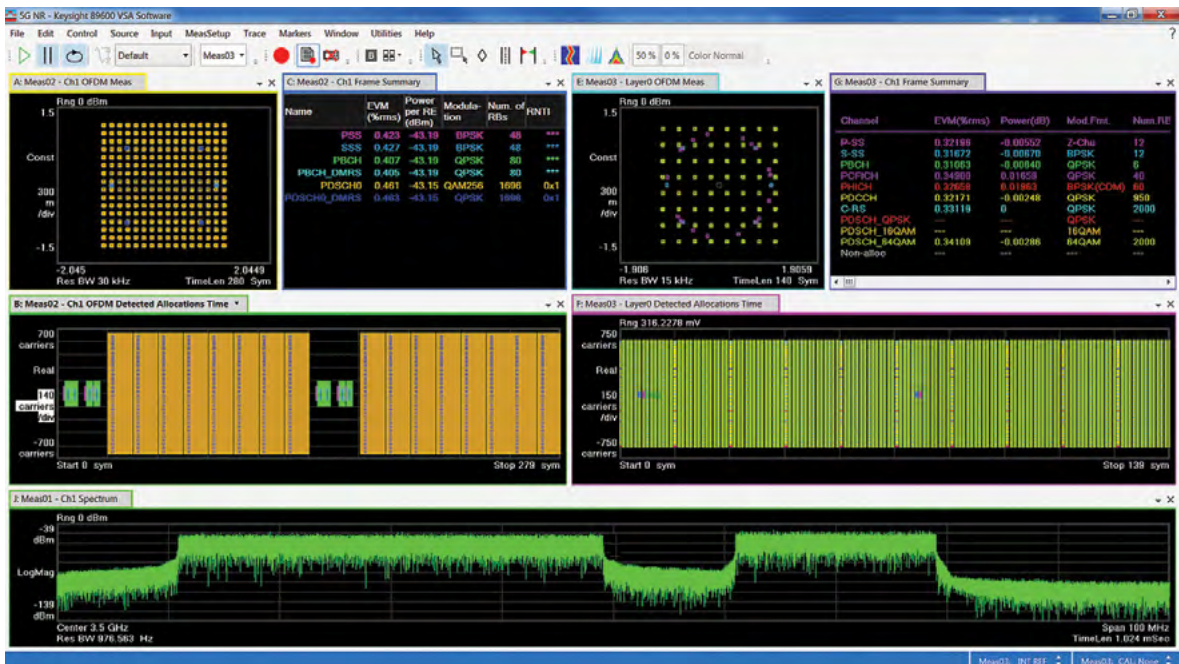 5G NR - Keysight 89600 VSA Software
File Edit Control Source Input MeasSetup Trace Markers Window Utilities Help ?
Default Meas03 50 % 0 % Color Normal
A: Meas02 - Ch1 OFDM Meas
Rng 0 dBm
1.5
Const
300
m
/div
-1.5
-2.045 2.0449
Res BW 30 kHz TimeLen 280 Sym
C: Meas02 - Ch1 Frame Summary
Name EVM (%rms) Power per RE (dBm) Modula-tion Num. of RBs RNTI
PSS 0.423 -43.19 BPSK 48 ***
SSS 0.427 -43.19 BPSK 48 ***
PBCH 0.407 -43.19 QPSK 80 ***
PBCH_DMRS 0.405 -43.19 QPSK 80 ***
PDSCH0 0.461 -43.15 QAM256 1696 0x1
PDSCH0_DMRS 0.463 -43.15 QPSK 1696 0x1
E: Meas03 - Layer0 OFDM Meas
Rng 0 dBm
1.5
Const
300
m
/div
-1.5
-1.906 1.9059
Res BW 15 kHz TimeLen 140 Sym
G: Meas03 - Ch1 Frame Summary
Channel EVM(%rms) Power(dB) Mod.Fmt. Num.RE
P-SS 0.32199 -0.00552 Z-Chu 12
S-SS 0.31672 -0.00670 BPSK 12
PBCH 0.31063 -0.00640 QPSK 6
PCFICH 0.34900 0.01658 QPSK 40
PHICH 0.32658 0.01963 BPSK(CDM) 60
PDCCH 0.32171 -0.00248 QPSK 950
C-RS 0.33119 0 QPSK 2000
PDSCH_QPSK --- --- QPSK ---
PDSCH_16QAM --- --- 16QAM ---
PDSCH_64QAM 0.34109 -0.00286 64QAM 2000
Non-alloc --- --- --- ---
B: Meas02 - Ch1 OFDM Detected Allocations Time
700
carriers
Real
140
carriers
/div
-700
carriers
Start 0 sym Stop 279 sym
F: Meas03 - Layer0 Detected Allocations Time
Rng 316.2278 mV
750
carriers
Real
150
carriers
/div
-750
carriers
Start 0 sym Stop 139 sym
J: Meas01 - Ch1 Spectrum
Rng 0 dBm
-39
dBm
LogMag
-139
dBm
Center 3.5 GHz Span 100 MHz
Res BW 976.563 Hz TimeLen 1.024 mSec
Meas03: INT REF Meas03: CAL: None